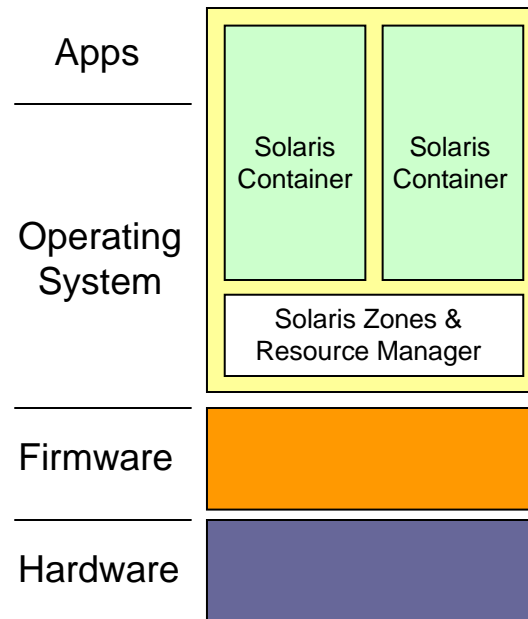 Apps
Solaris
Container
Solaris
Container
Operating
System
Solaris Zones &
Resource Manager
Firmware
Hardware